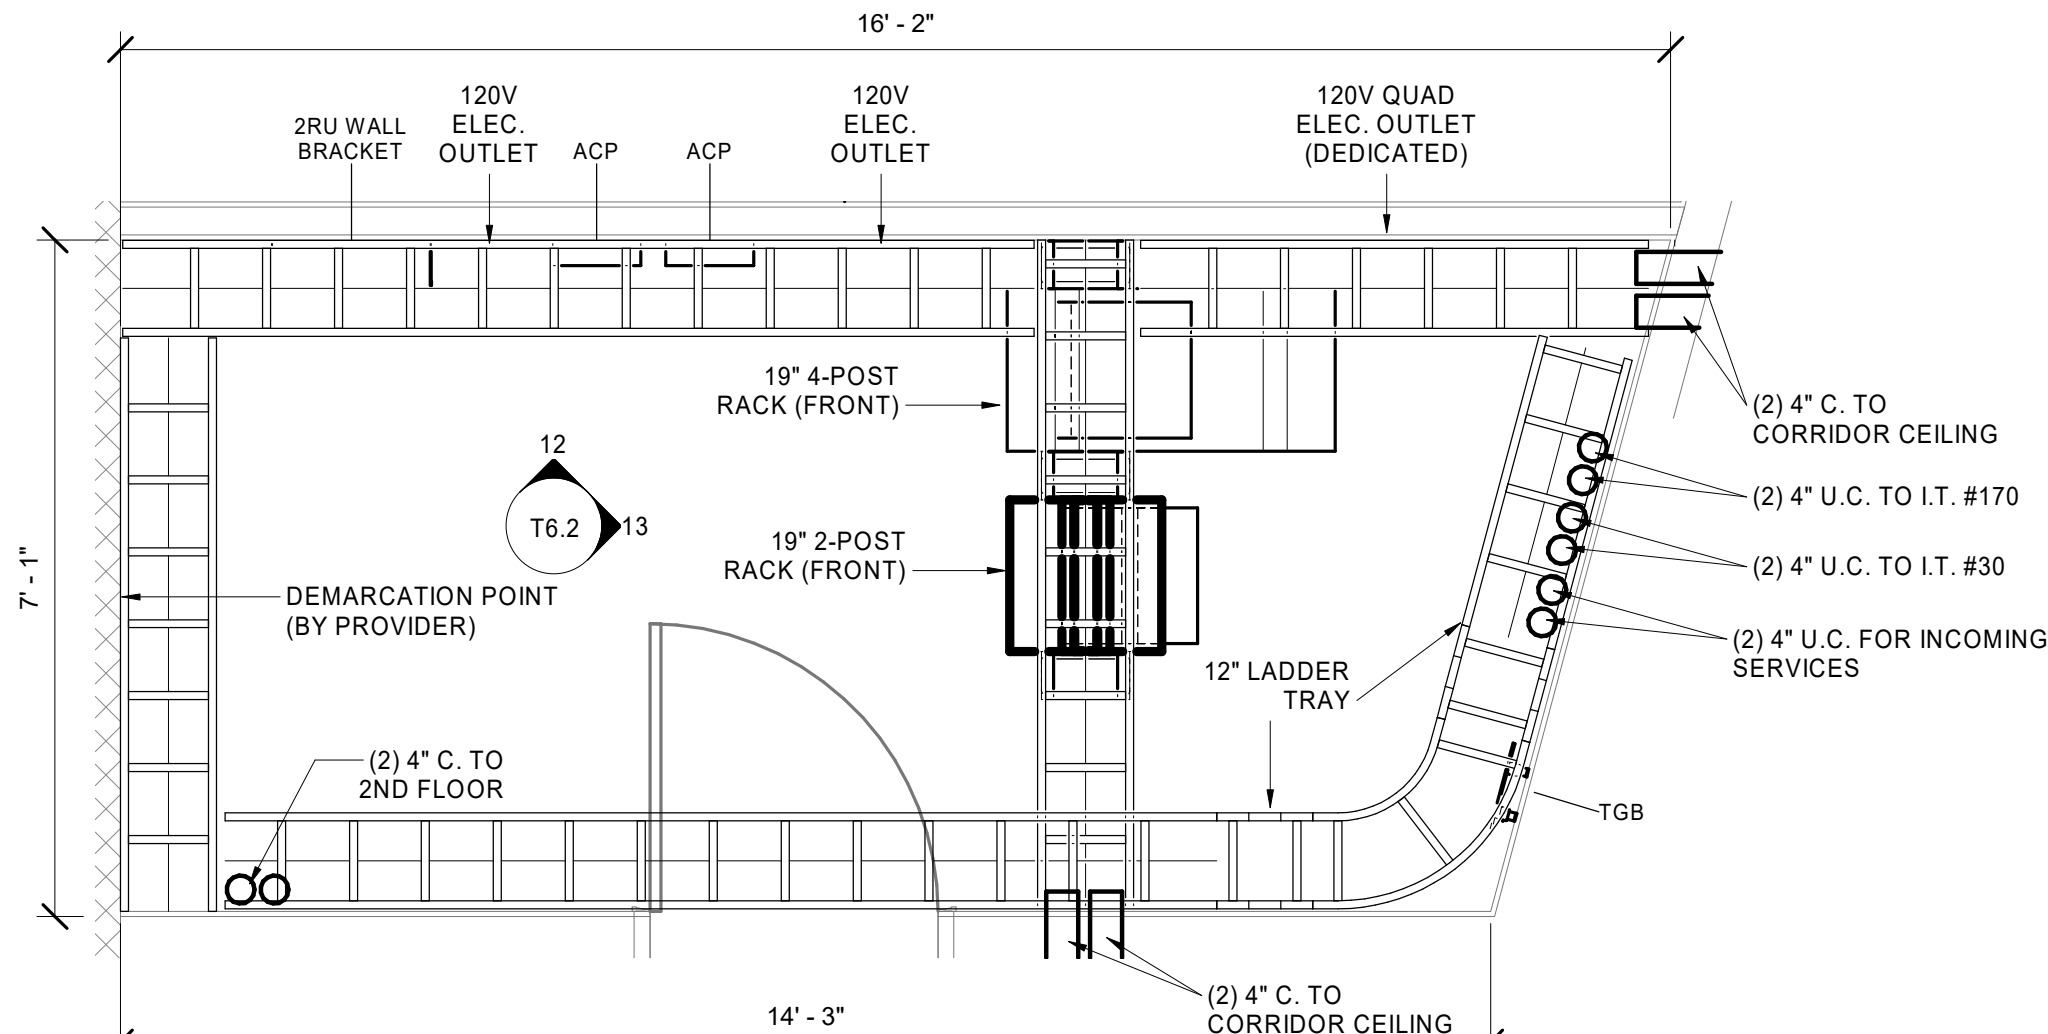 16' - 2"
2RU WALL
BRACKET
120V
ELEC.
OUTLET
ACP
ACP
120V
ELEC.
OUTLET
120V QUAD
ELEC. OUTLET
(DEDICATED)
19" 4-POST
RACK (FRONT)
(2) 4" C. TO
CORRIDOR CEILING
12
T6.2
13
(2) 4" U.C. TO I.T. #170
19" 2-POST
RACK (FRONT)
(2) 4" U.C. TO I.T. #30
7' - 1"
DEMARCATION POINT
(BY PROVIDER)
(2) 4" U.C. FOR INCOMING
SERVICES
12" LADDER
TRAY
(2) 4" C. TO
2ND FLOOR
TGB
(2) 4" C. TO
CORRIDOR CEILING
14' - 3"